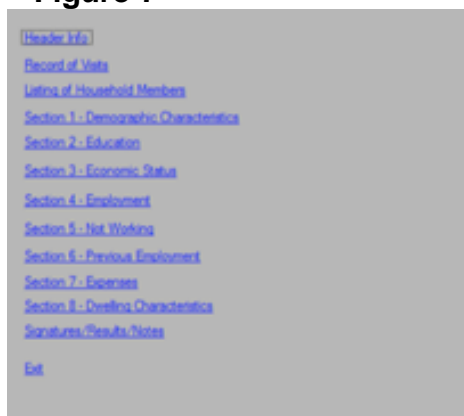 Header Info
Record of Visits
Listing of Household Members
Section 1 - Demographic Characteristics
Section 2 - Education
Section 3 - Economic Status
Section 4 - Employment
Section 5 - Not Working
Section 6 - Previous Employment
Section 7 - Expenses
Section 8 - Dwelling Characteristics
Signatures/Results/Notes
Exit